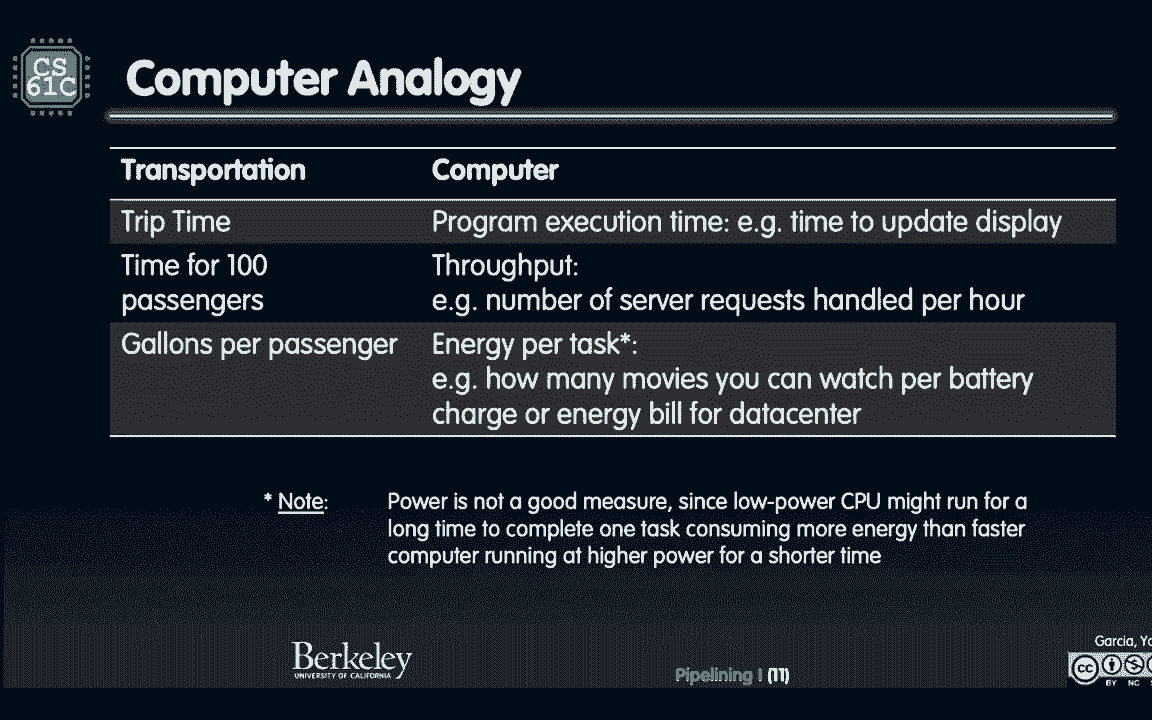 CS
61C
Computer Analogy
Transportation Computer
Trip Time Program execution time: e.g. time to update display
Time for 100 Throughput:
passengers e.g. number of server requests handled per hour
Gallons per passenger Energy per task*:
e.g. how many movies you can watch per battery
charge or energy bill for datacenter
* Note: Power is not a good measure, since low-power CPU might run for a
long time to complete one task consuming more energy than faster
computer running at higher power for a shorter time
Berkeley
UNIVERSITY OF CALIFORNIA
Pipelining I (11)
Garcia,
cc
BY NC